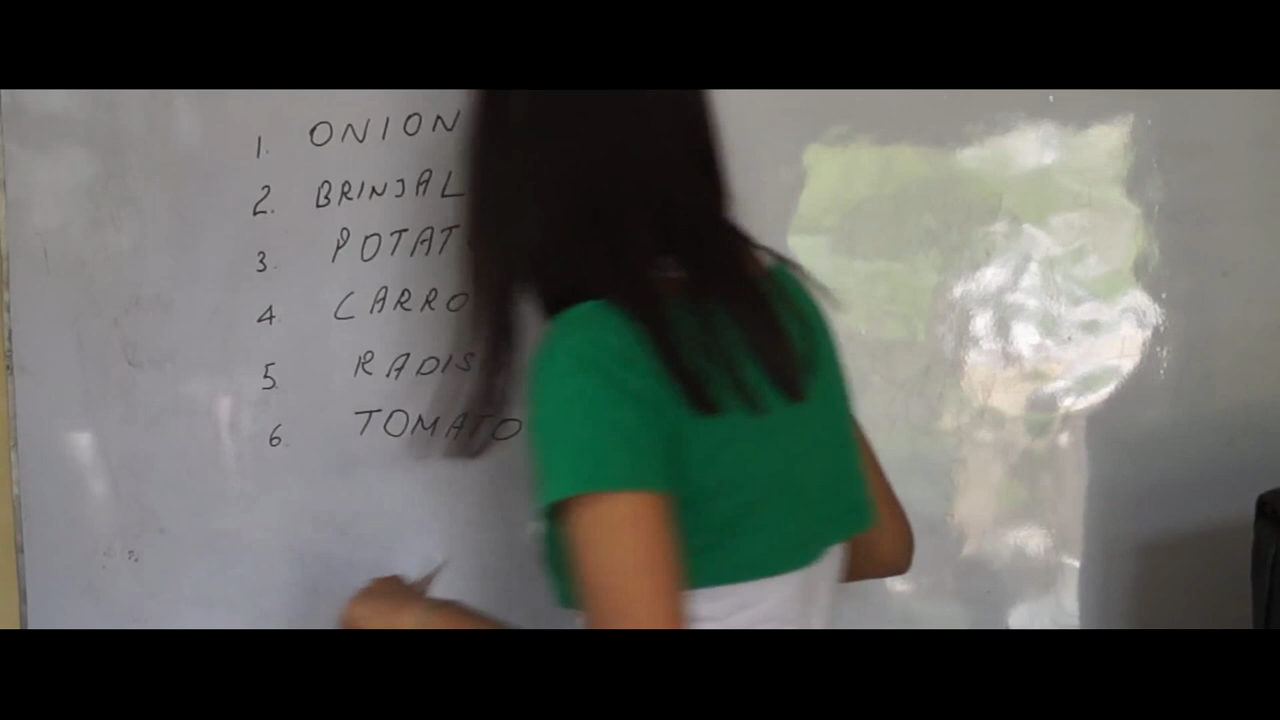 1. ONION
2. BRINJAL
3. POTAT
4. CARRO
5. RADIS
6. TOMATO